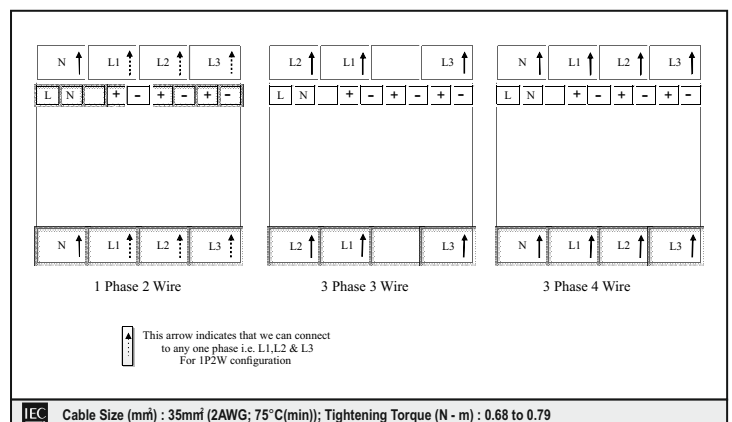 N L1 L2 L3 L2 L1 L3 N L1 L2 L3
L N + - + - + - L N + - + - + - L N + - + - + -
N L1 L2 L3 L2 L1 L3 N L1 L2 L3
1 Phase 2 Wire 3 Phase 3 Wire 3 Phase 4 Wire
This arrow indicates that we can connect
to any one phase i.e. L1,L2 & L3
For 1P2W configuration
IEC Cable Size (mm²) : 35mm² (2AWG; 75°C(min)); Tightening Torque (N - m) : 0.68 to 0.79